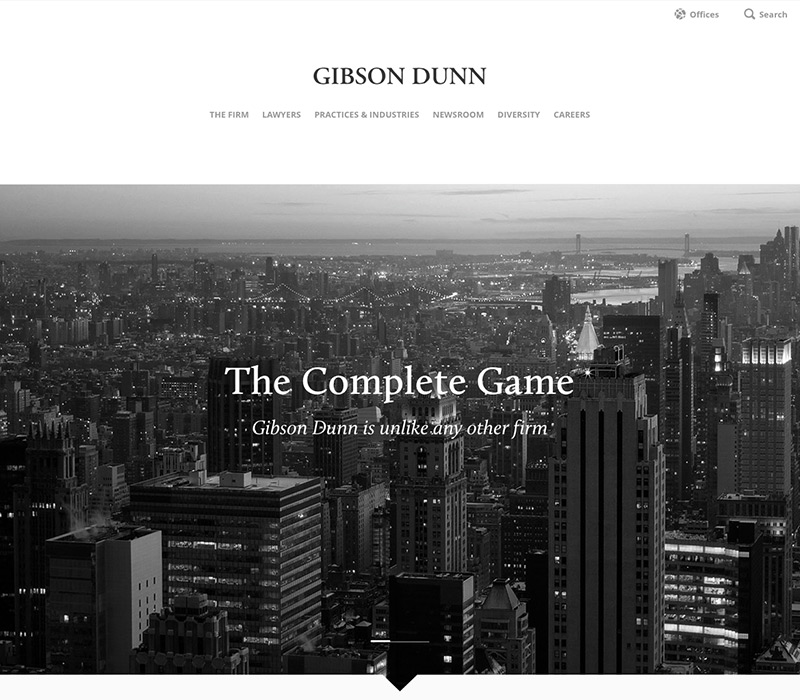 Offices Search
GIBSON DUNN
THE FIRM LAWYERS PRACTICES & INDUSTRIES NEWSROOM DIVERSITY CAREERS
The Complete Game
Gibson Dunn is unlike any other firm